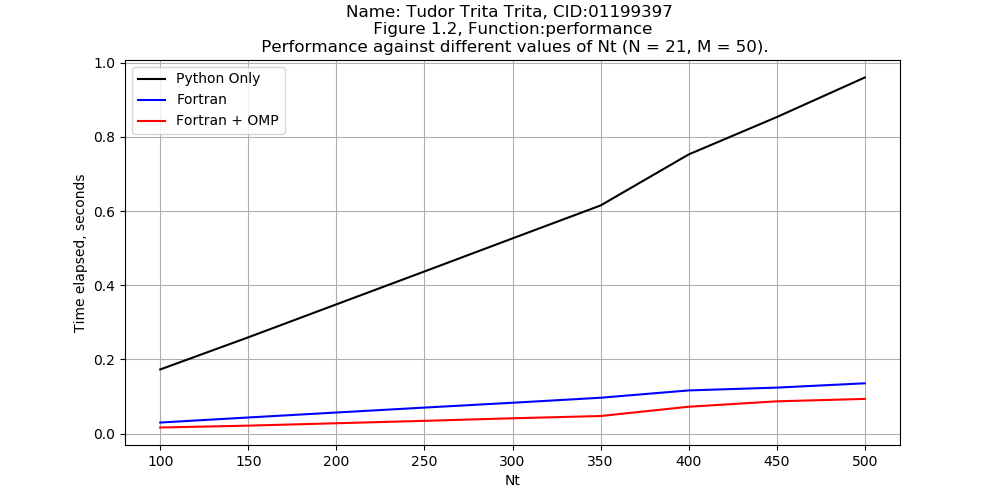 Name: Tudor Trita Trita, CID:01199397
Figure 1.2, Function:performance
Performance against different values of Nt (N = 21, M = 50).
Python Only
Fortran
Fortran + OMP
Time elapsed, seconds
1.0
0.8
0.6
0.4
0.2
0.0
100 150 200 250 300 350 400 450 500
Nt